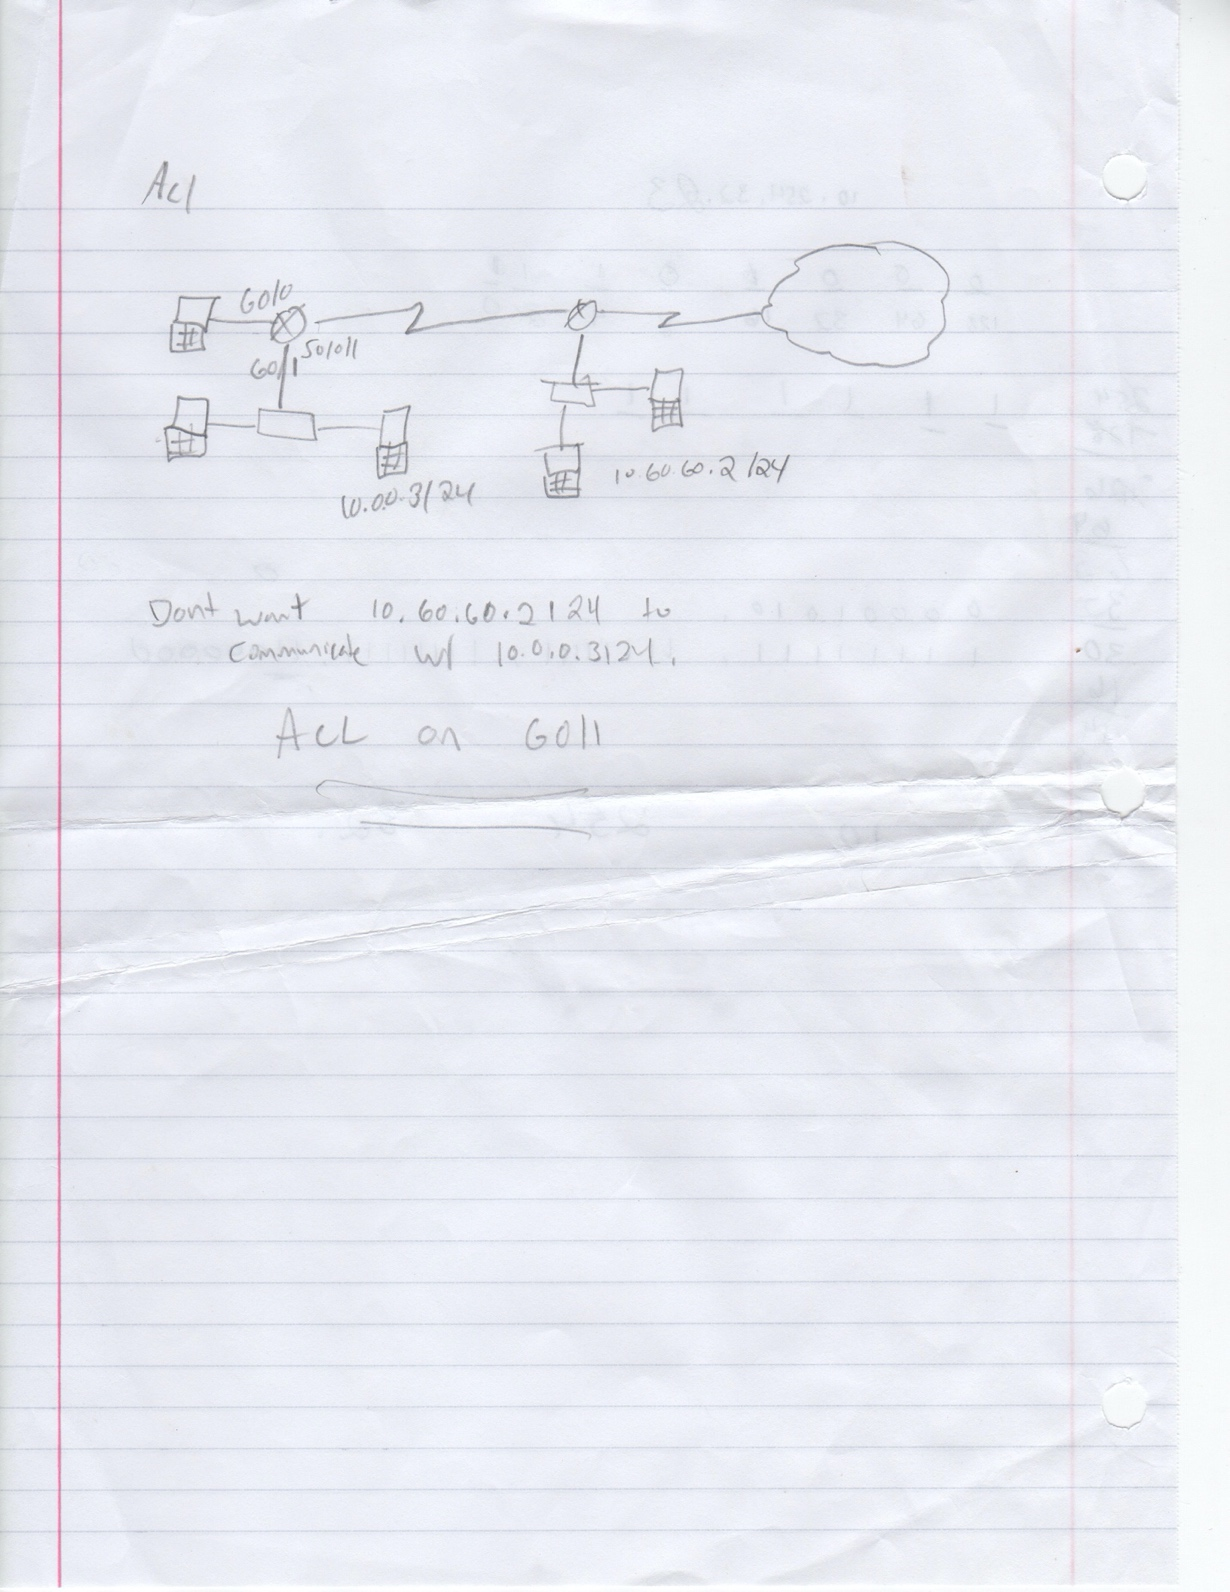 Acl
G0/0
S0/0/1
G0/1
10.0.0.3/24
10.60.60.2/24
Dont want 10.60.60.2/24 to
communicate w/ 10.0.0.3/24.
ACL on G0/1